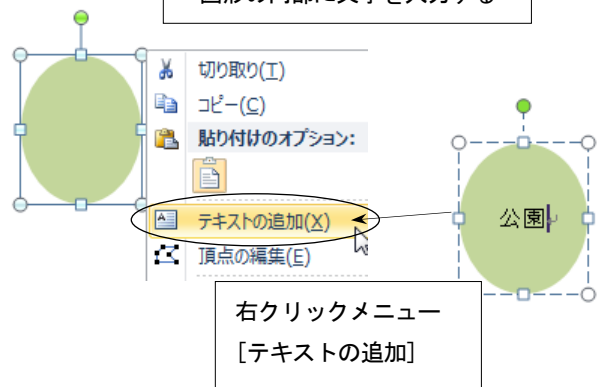 図形の内部に文字を入力する
切り取り(T)
コピー(C)
貼り付けのオプション:
テキストの追加(X)
頂点の編集(E)
公園
右クリックメニュー
[テキストの追加]